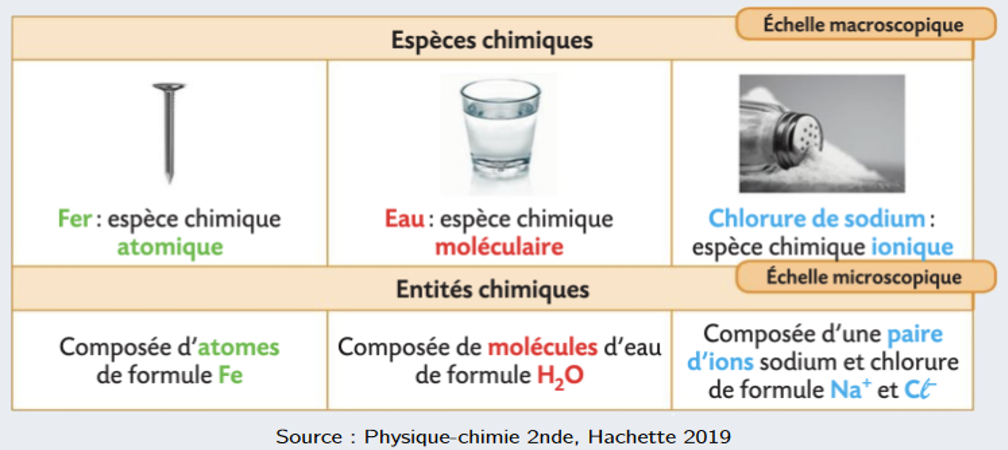 Échelle macroscopique
Espèces chimiques
Fer : espèce chimique
atomique
Eau : espèce chimique
moléculaire
Chlorure de sodium :
espèce chimique ionique
Échelle microscopique
Entités chimiques
Composée d'atomes
de formule Fe
Composée de molécules d'eau
de formule H₂O
Composée d'une paire
d'ions sodium et chlorure
de formule Na⁺ et Cℓ⁻
Source : Physique-chimie 2nde, Hachette 2019